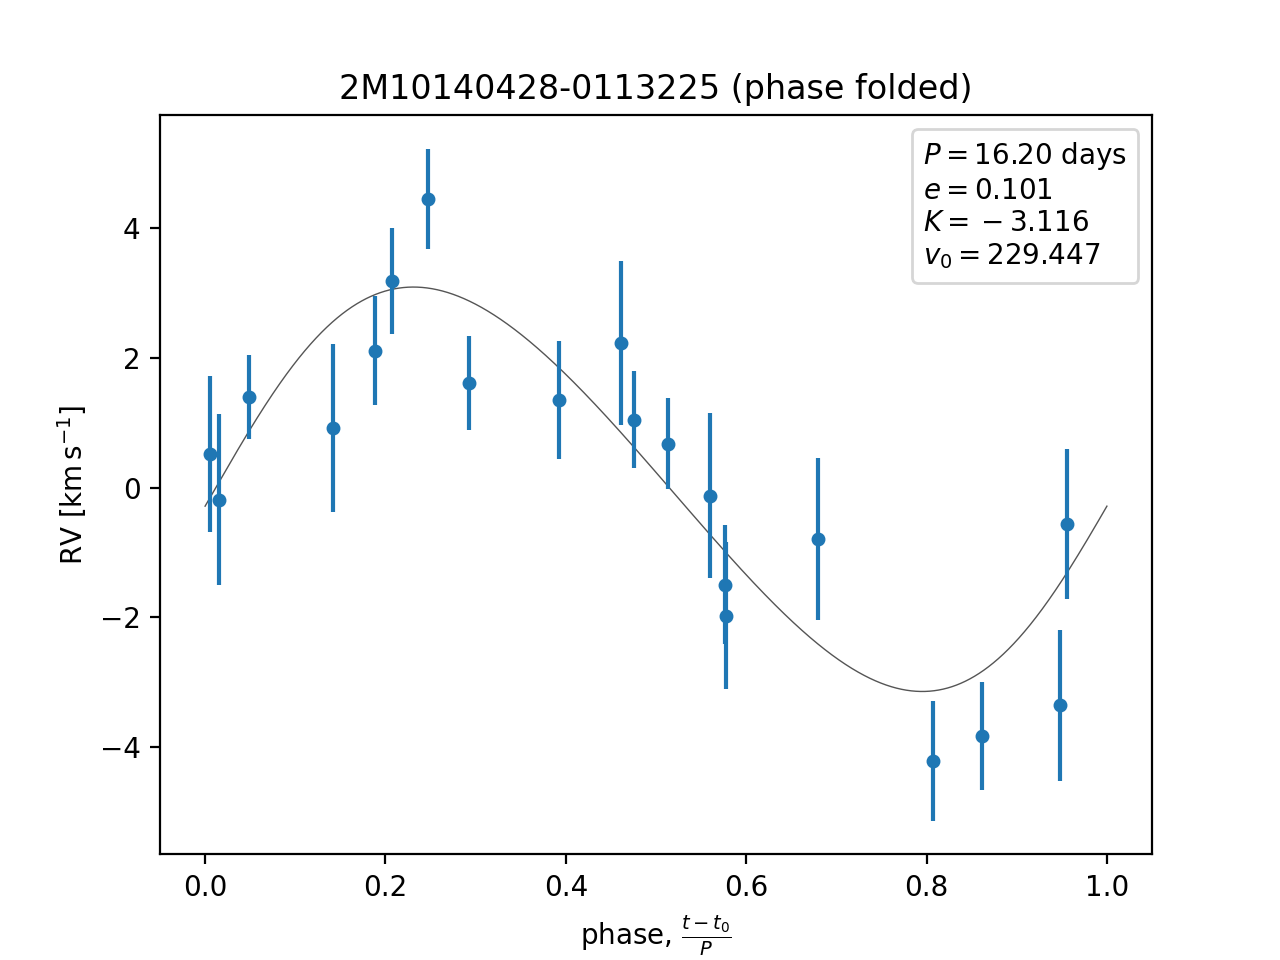 2M10140428-0113225 (phase folded)
P = 16.20 days
e = 0.101
K = −3.116
v₀ = 229.447
RV [km s⁻¹]
4
2
0
−2
−4
0.0 0.2 0.4 0.6 0.8 1.0
phase, (t − t₀)/P